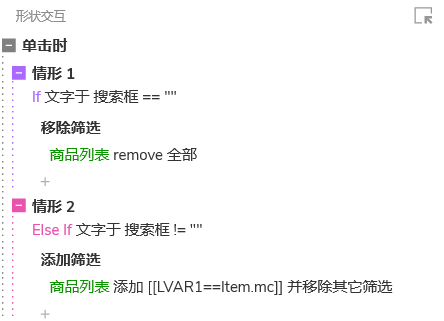 形状交互
单击时
情形 1
If 文字于 搜索框 == ""
移除筛选
商品列表 remove 全部
+
情形 2
Else If 文字于 搜索框 != ""
添加筛选
商品列表 添加 [[LVAR1==Item.mc]] 并移除其它筛选
+